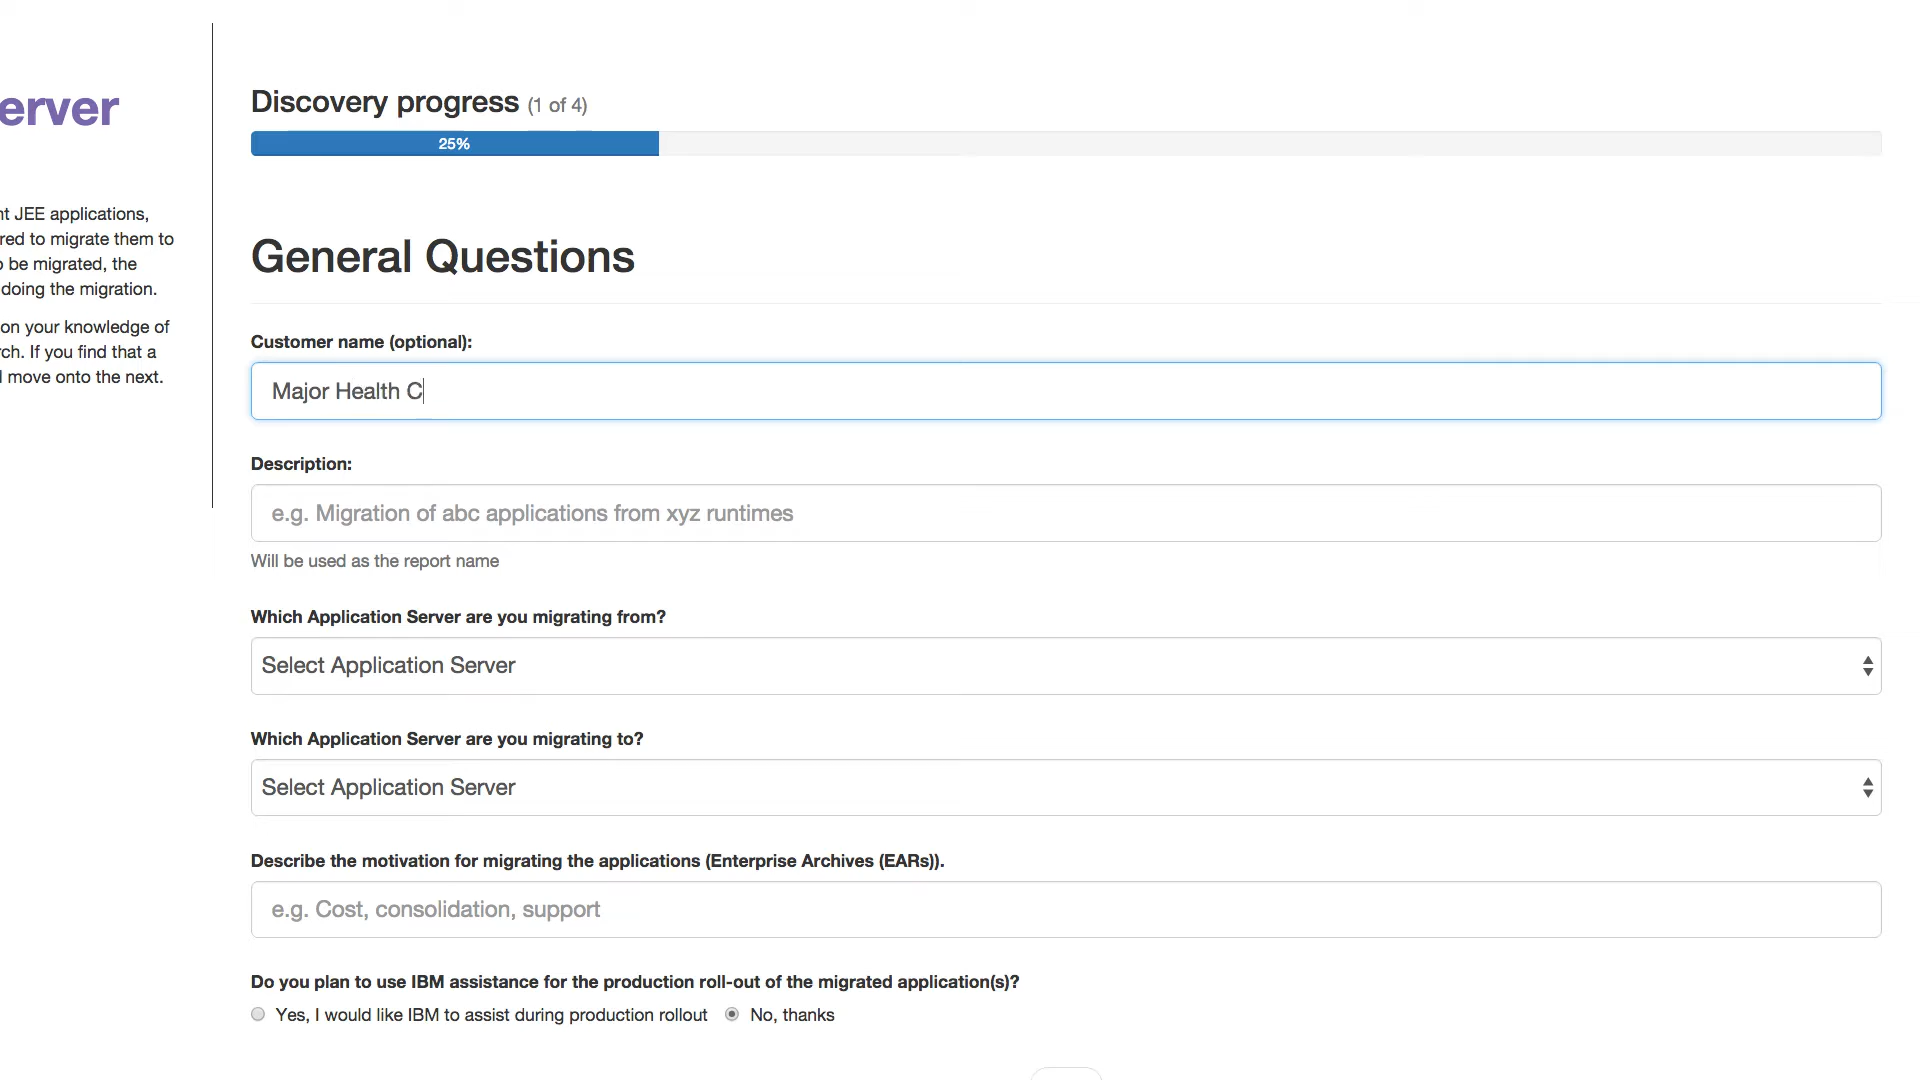 erver
nt JEE applications,
red to migrate them to
o be migrated, the
doing the migration.
on your knowledge of
rch. If you find that a
move onto the next.
Discovery progress (1 of 4)
25%
General Questions
Customer name (optional):
Major Health C
Description:
e.g. Migration of abc applications from xyz runtimes
Will be used as the report name
Which Application Server are you migrating from?
Select Application Server
Which Application Server are you migrating to?
Select Application Server
Describe the motivation for migrating the applications (Enterprise Archives (EARs)).
e.g. Cost, consolidation, support
Do you plan to use IBM assistance for the production roll-out of the migrated application(s)?
Yes, I would like IBM to assist during production rollout No, thanks